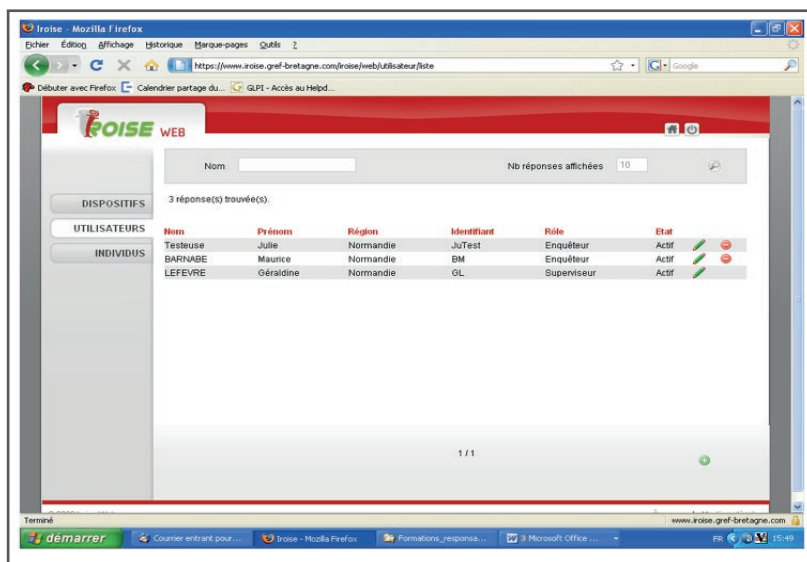 Iroise - Mozilla Firefox
Fichier Édition Affichage Historique Marque-pages Outils ?
https://www.iroise.gref-bretagne.com/iroise/web/utilisateur/liste
Google
Débuter avec Firefox Calendrier partage du... GLPI - Accès au Helpd...
IROISE WEB
Nom Nb réponses affichées 10
DISPOSITIFS
UTILISATEURS
INDIVIDUS
3 réponse(s) trouvée(s).
Nom Prénom Région Identifiant Rôle Etat
Testeuse Julie Normandie JuTest Enquêteur Actif
BARNABE Maurice Normandie BM Enquêteur Actif
LEFEVRE Géraldine Normandie GL Superviseur Actif
1 / 1
Terminé www.iroise.gref-bretagne.com
démarrer Courrier entrant pour... Iroise - Mozilla Firefox Formations_responsa... 3 Microsoft Office ... FR 15:49